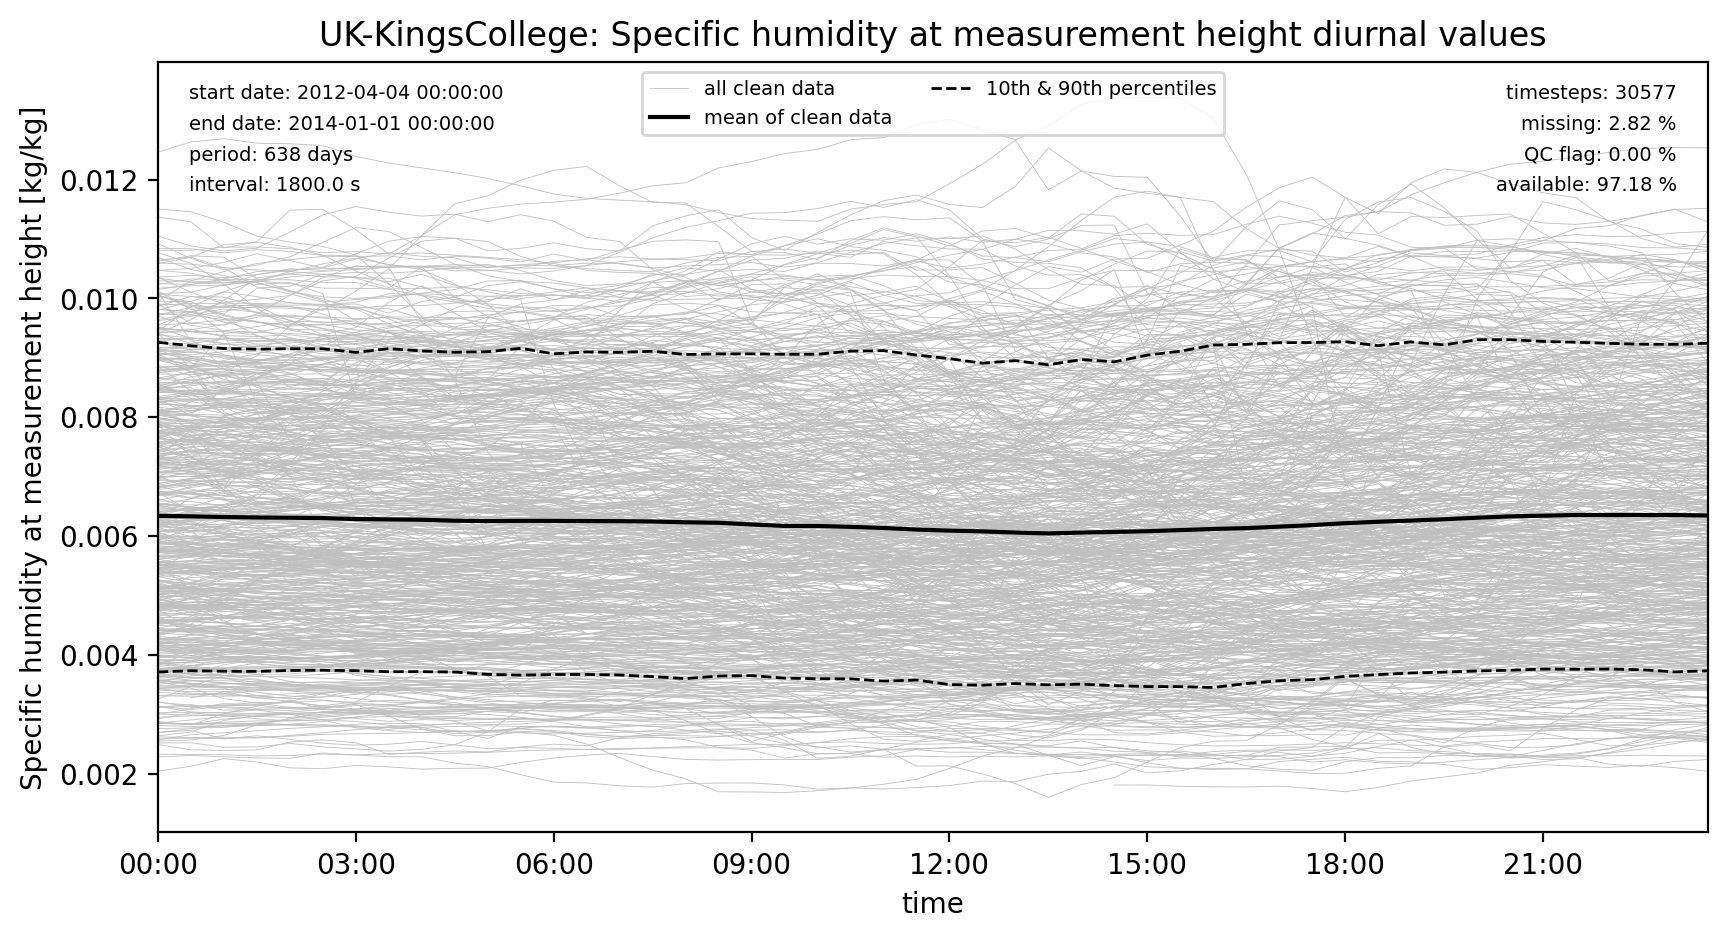 UK-KingsCollege: Specific humidity at measurement height diurnal values
start date: 2012-04-04 00:00:00
end date: 2014-01-01 00:00:00
period: 638 days
interval: 1800.0 s
all clean data
mean of clean data
10th & 90th percentiles
timesteps: 30577
missing: 2.82 %
QC flag: 0.00 %
available: 97.18 %
Specific humidity at measurement height [kg/kg]
0.012
0.010
0.008
0.006
0.004
0.002
00:00 03:00 06:00 09:00 12:00 15:00 18:00 21:00
time